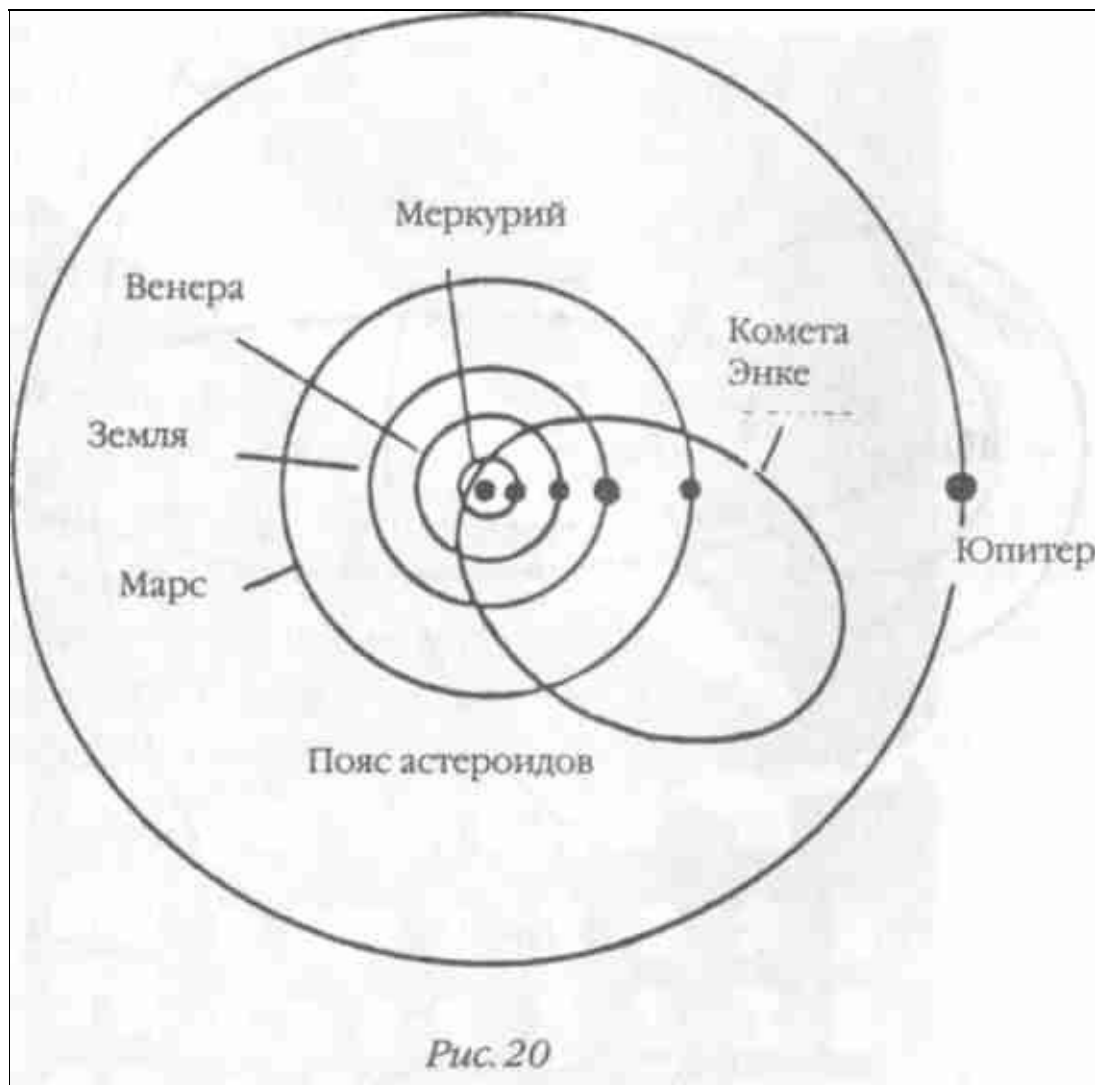 Меркурий
Венера
Комета
Энке
Земля
Юпитер
Марс
Пояс астероидов
Рис. 20